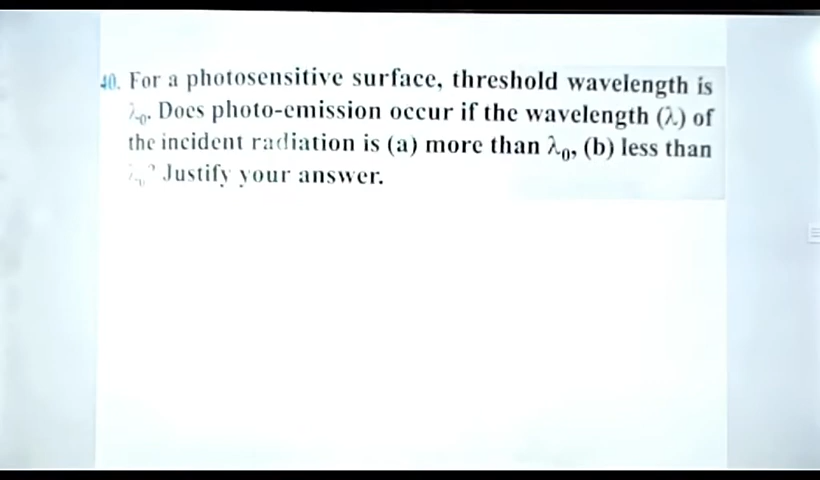 40. For a photosensitive surface, threshold wavelength is
λ₀. Does photo-emission occur if the wavelength (λ) of
the incident radiation is (a) more than λ₀, (b) less than
λ₀? Justify your answer.